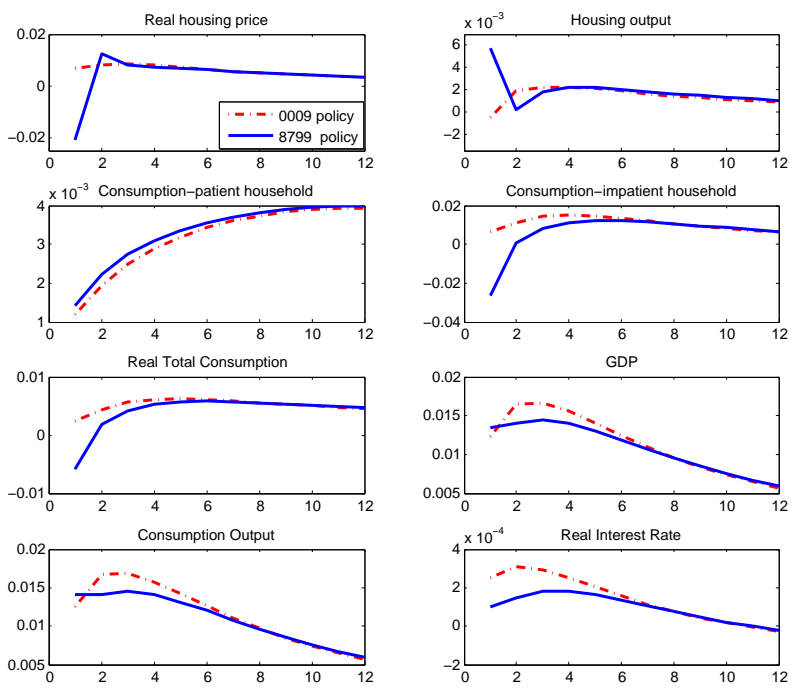 Real housing price
0.02
0
−0.02
0 2 4 6 8 10 12
0009 policy
8799 policy
Housing output
x 10−3
6
4
2
0
−2
0 2 4 6 8 10 12
Consumption−patient household
x 10−3
4
3
2
1
0 2 4 6 8 10 12
Consumption−impatient household
0.02
0
−0.02
−0.04
0 2 4 6 8 10 12
Real Total Consumption
0.01
0
−0.01
0 2 4 6 8 10 12
GDP
0.02
0.015
0.01
0.005
0 2 4 6 8 10 12
Consumption Output
0.02
0.015
0.01
0.005
0 2 4 6 8 10 12
Real Interest Rate
x 10−4
4
2
0
−2
0 2 4 6 8 10 12